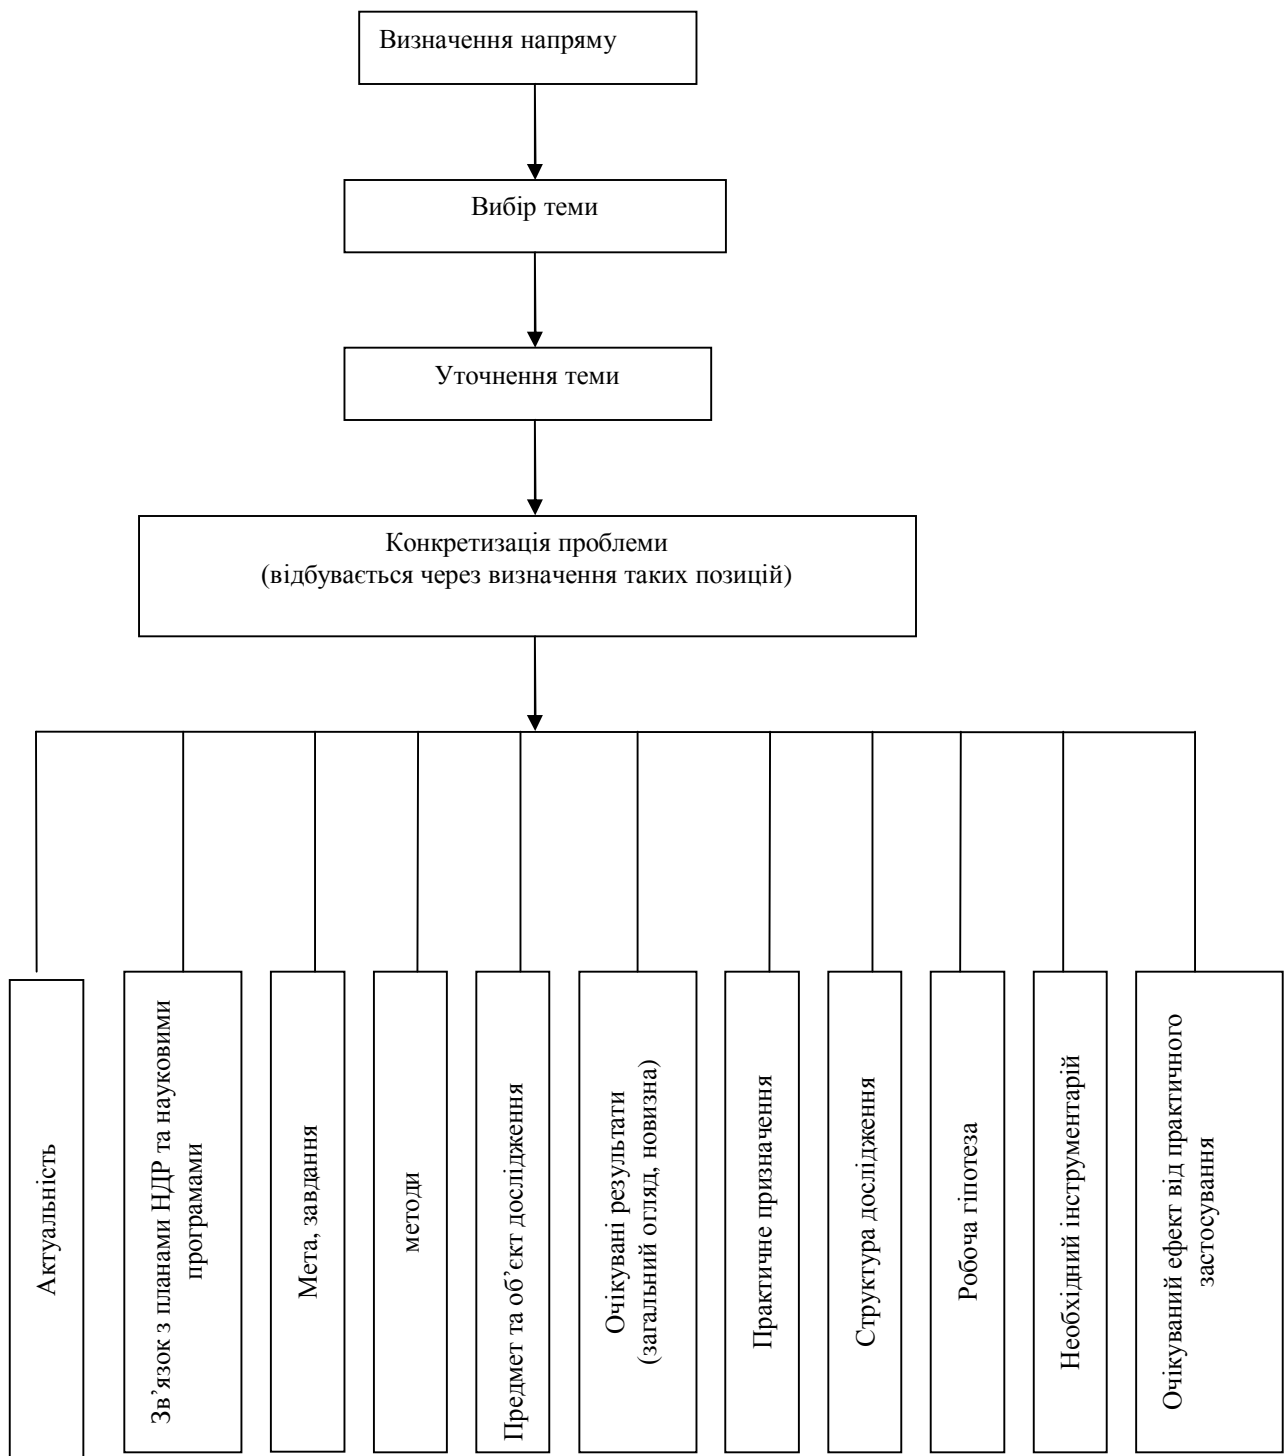 Визначення напряму
Вибір теми
Уточнення теми
Конкретизація проблеми
(відбувається через визначення таких позицій)
Актуальність
Зв’язок з планами НДР та науковими
програмами
Мета, завдання
методи
Предмет та об’єкт дослідження
Очікувані результати
(загальний огляд, новизна)
Практичне призначення
Структура дослідження
Робоча гіпотеза
Необхідний інструментарій
Очікуваний ефект від практичного
застосування